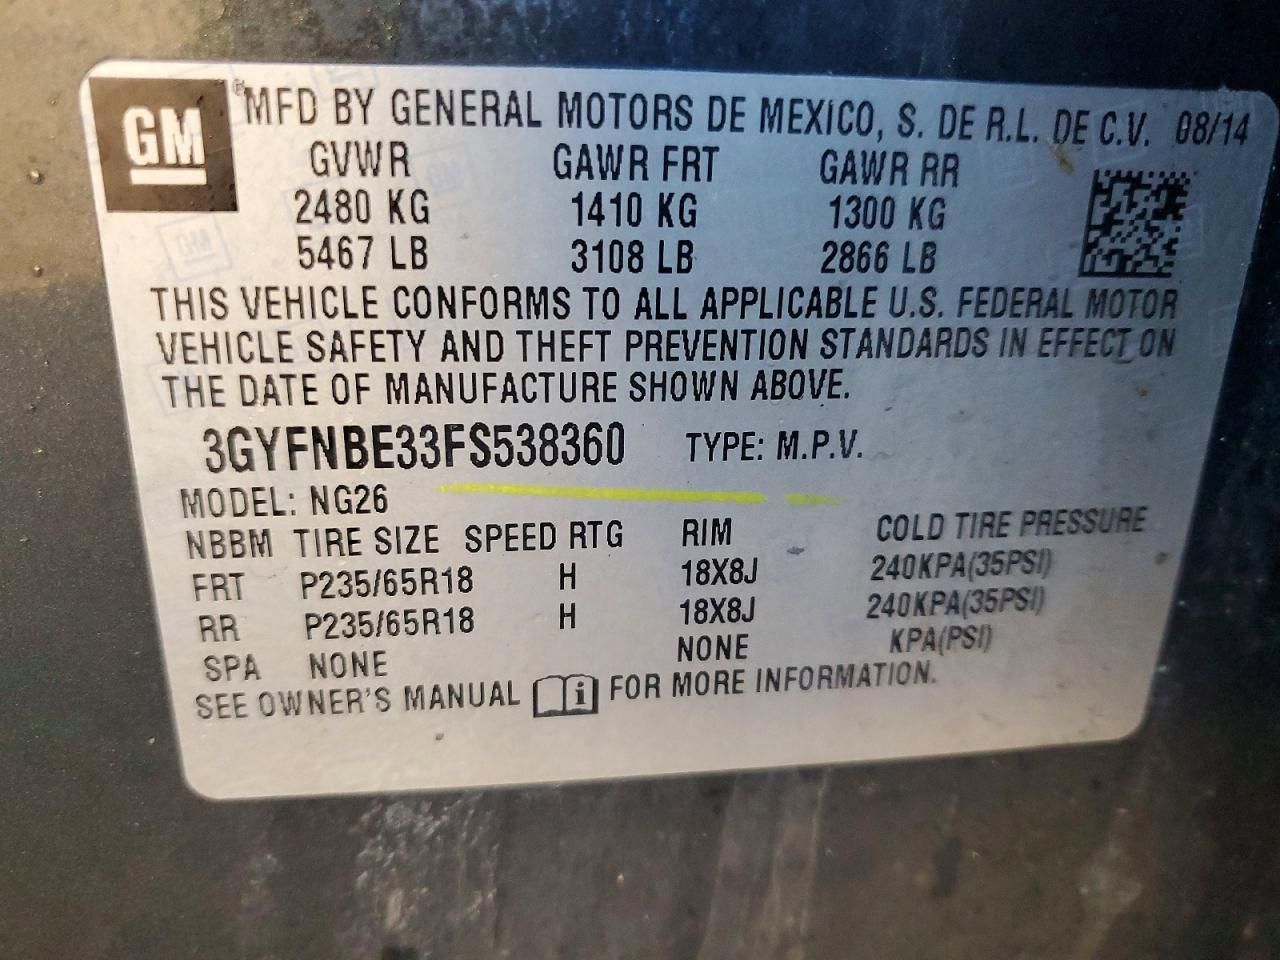 GM ® MFD BY GENERAL MOTORS DE MEXICO, S. DE R.L. DE C.V. 08/14
GVWR GAWR FRT GAWR RR
2480 KG 1410 KG 1300 KG
5467 LB 3108 LB 2866 LB
THIS VEHICLE CONFORMS TO ALL APPLICABLE U.S. FEDERAL MOTOR
VEHICLE SAFETY AND THEFT PREVENTION STANDARDS IN EFFECT ON
THE DATE OF MANUFACTURE SHOWN ABOVE.
3GYFNBE33FS538360 TYPE: M.P.V.
MODEL: NG26
NBBM TIRE SIZE SPEED RTG RIM COLD TIRE PRESSURE
FRT P235/65R18 H 18X8J 240KPA(35PSI)
RR P235/65R18 H 18X8J 240KPA(35PSI)
SPA NONE NONE KPA(PSI)
SEE OWNER'S MANUAL i FOR MORE INFORMATION.